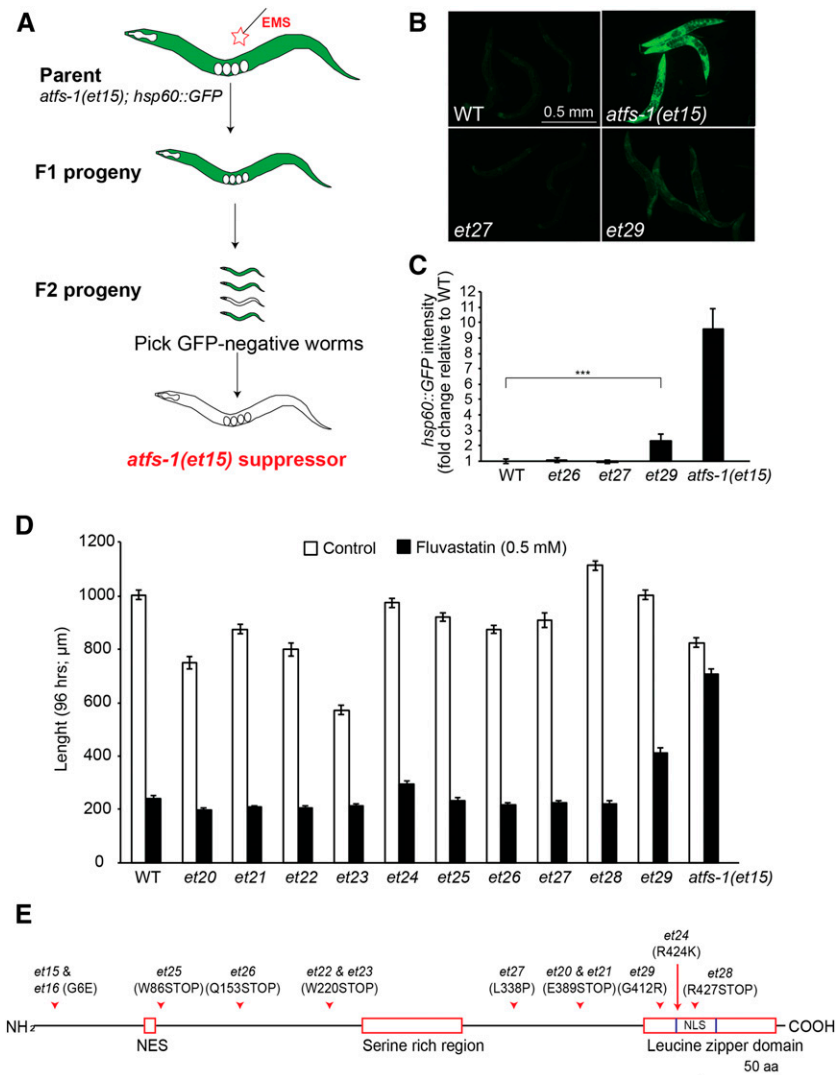 A
EMS
Parent
atfs-1(et15); hsp60::GFP
F1 progeny
F2 progeny
Pick GFP-negative worms
atfs-1(et15) suppressor
B
WT
0.5 mm
atfs-1(et15)
et27
et29
C
hsp60::GFP intensity
(fold change relative to WT)
12
11
10
9
8
7
6
5
4
3
2
1
***
WT et26 et27 et29 atfs-1(et15)
D
Control Fluvastatin (0.5 mM)
Lenght (96 hrs; µm)
1200
1000
800
600
400
200
0
WT et20 et21 et22 et23 et24 et25 et26 et27 et28 et29 atfs-1(et15)
E
et15 &
et16 (G6E)
et25
(W86STOP)
et26
(Q153STOP)
et22 & et23
(W220STOP)
et27
(L338P)
et20 & et21
(E389STOP)
et29
(G412R)
et24
(R424K)
et28
(R427STOP)
NH2
NLS
COOH
NES
Serine rich region
Leucine zipper domain
50 aa